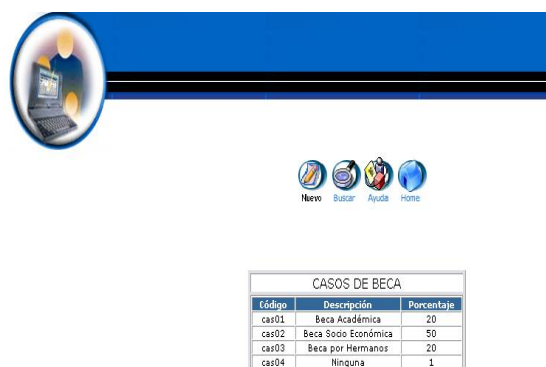 Nuevo Buscar Ayuda Home
CASOS DE BECA
Código Descripción Porcentaje
cas01 Beca Académica 20
cas02 Beca Socio Económica 50
cas03 Beca por Hermanos 20
cas04 Ninguna 1